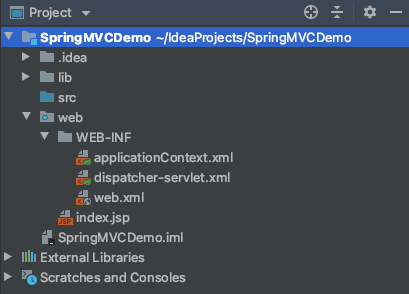 Project
SpringMVCDemo ~/IdeaProjects/SpringMVCDemo
.idea
lib
src
web
WEB-INF
applicationContext.xml
dispatcher-servlet.xml
web.xml
JSP index.jsp
SpringMVCDemo.iml
External Libraries
Scratches and Consoles